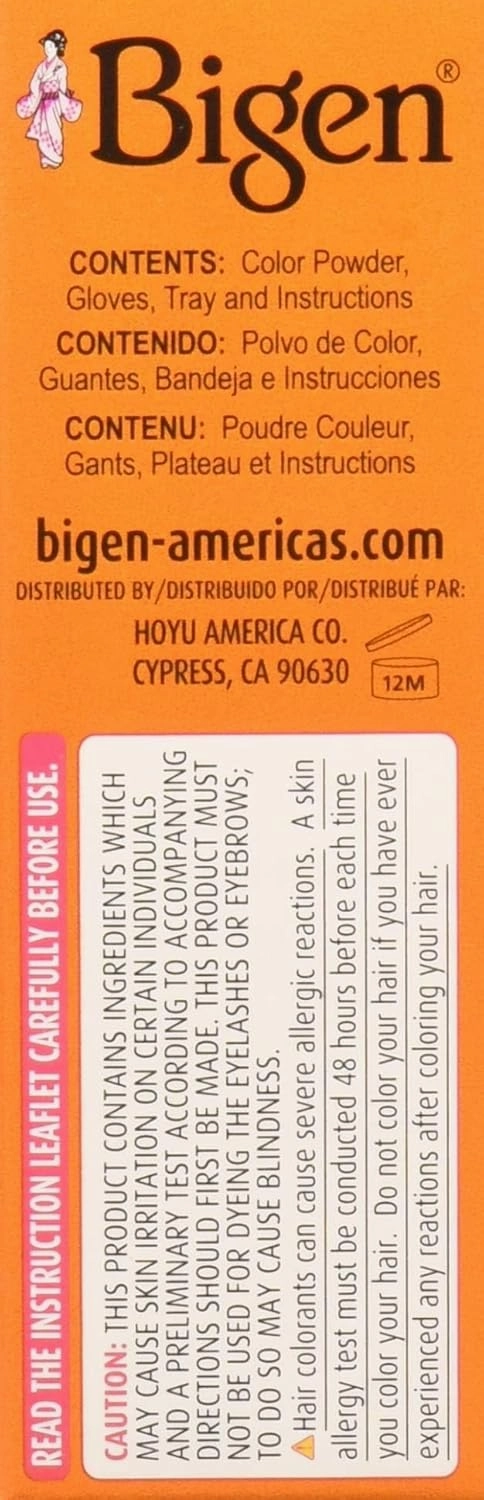 Bigen®
CONTENTS: Color Powder,
Gloves, Tray and Instructions
CONTENIDO: Polvo de Color,
Guantes, Bandeja e Instrucciones
CONTENU: Poudre Couleur,
Gants, Plateau et Instructions
bigen-americas.com
DISTRIBUTED BY/DISTRIBUIDO POR/DISTRIBUÉ PAR:
HOYU AMERICA CO.
CYPRESS, CA 90630
12M
READ THE INSTRUCTION LEAFLET CAREFULLY BEFORE USE.
CAUTION: THIS PRODUCT CONTAINS INGREDIENTS WHICH
MAY CAUSE SKIN IRRITATION ON CERTAIN INDIVIDUALS
AND A PRELIMINARY TEST ACCORDING TO ACCOMPANYING
DIRECTIONS SHOULD FIRST BE MADE. THIS PRODUCT MUST
NOT BE USED FOR DYEING THE EYELASHES OR EYEBROWS;
TO DO SO MAY CAUSE BLINDNESS.
⚠Hair colorants can cause severe allergic reactions. A skin
allergy test must be conducted 48 hours before each time
you color your hair. Do not color your hair if you have ever
experienced any reactions after coloring your hair.